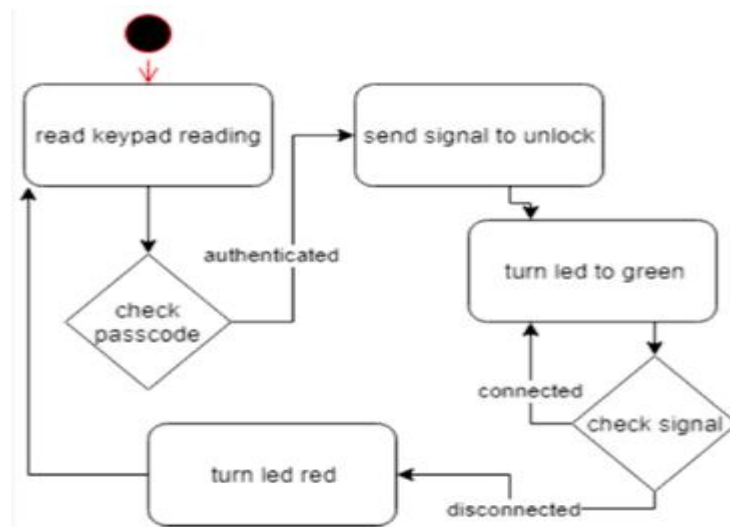 read keypad reading
send signal to unlock
authenticated
turn led to green
check
passcode
connected
check signal
turn led red
disconnected